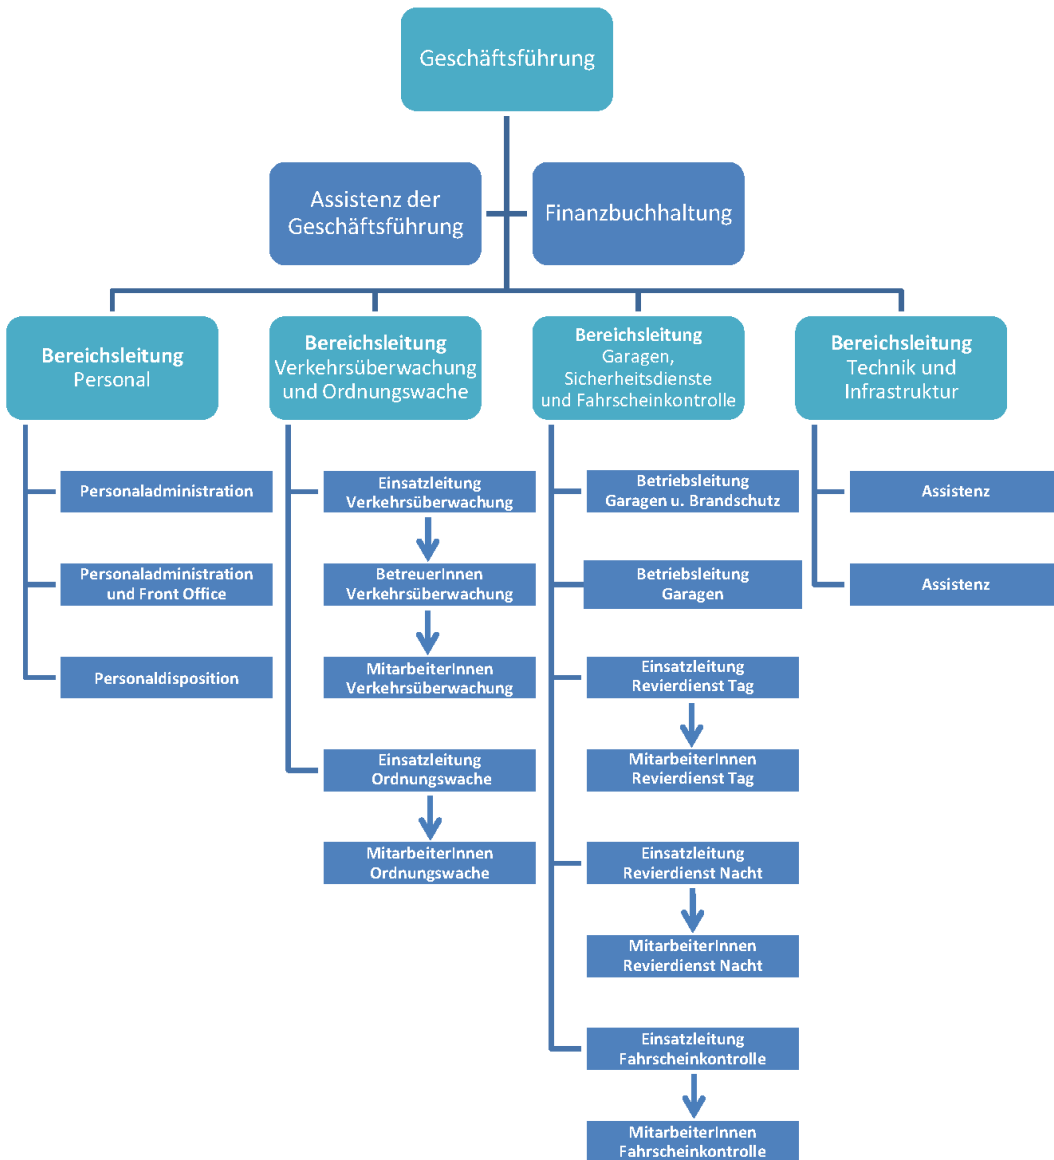 Geschäftsführung
Assistenz der
Geschäftsführung
Finanzbuchhaltung
Bereichsleitung
Personal
Bereichsleitung
Verkehrsüberwachung
und Ordnungswache
Bereichsleitung
Garagen,
Sicherheitsdienste
und Fahrscheinkontrolle
Bereichsleitung
Technik und
Infrastruktur
Personaladministration
Personaladministration
und Front Office
Personaldisposition
Einsatzleitung
Verkehrsüberwachung
BetreuerInnen
Verkehrsüberwachung
MitarbeiterInnen
Verkehrsüberwachung
Einsatzleitung
Ordnungswache
MitarbeiterInnen
Ordnungswache
Betriebsleitung
Garagen u. Brandschutz
Betriebsleitung
Garagen
Einsatzleitung
Revierdienst Tag
MitarbeiterInnen
Revierdienst Tag
Einsatzleitung
Revierdienst Nacht
MitarbeiterInnen
Revierdienst Nacht
Einsatzleitung
Fahrscheinkontrolle
MitarbeiterInnen
Fahrscheinkontrolle
Assistenz
Assistenz